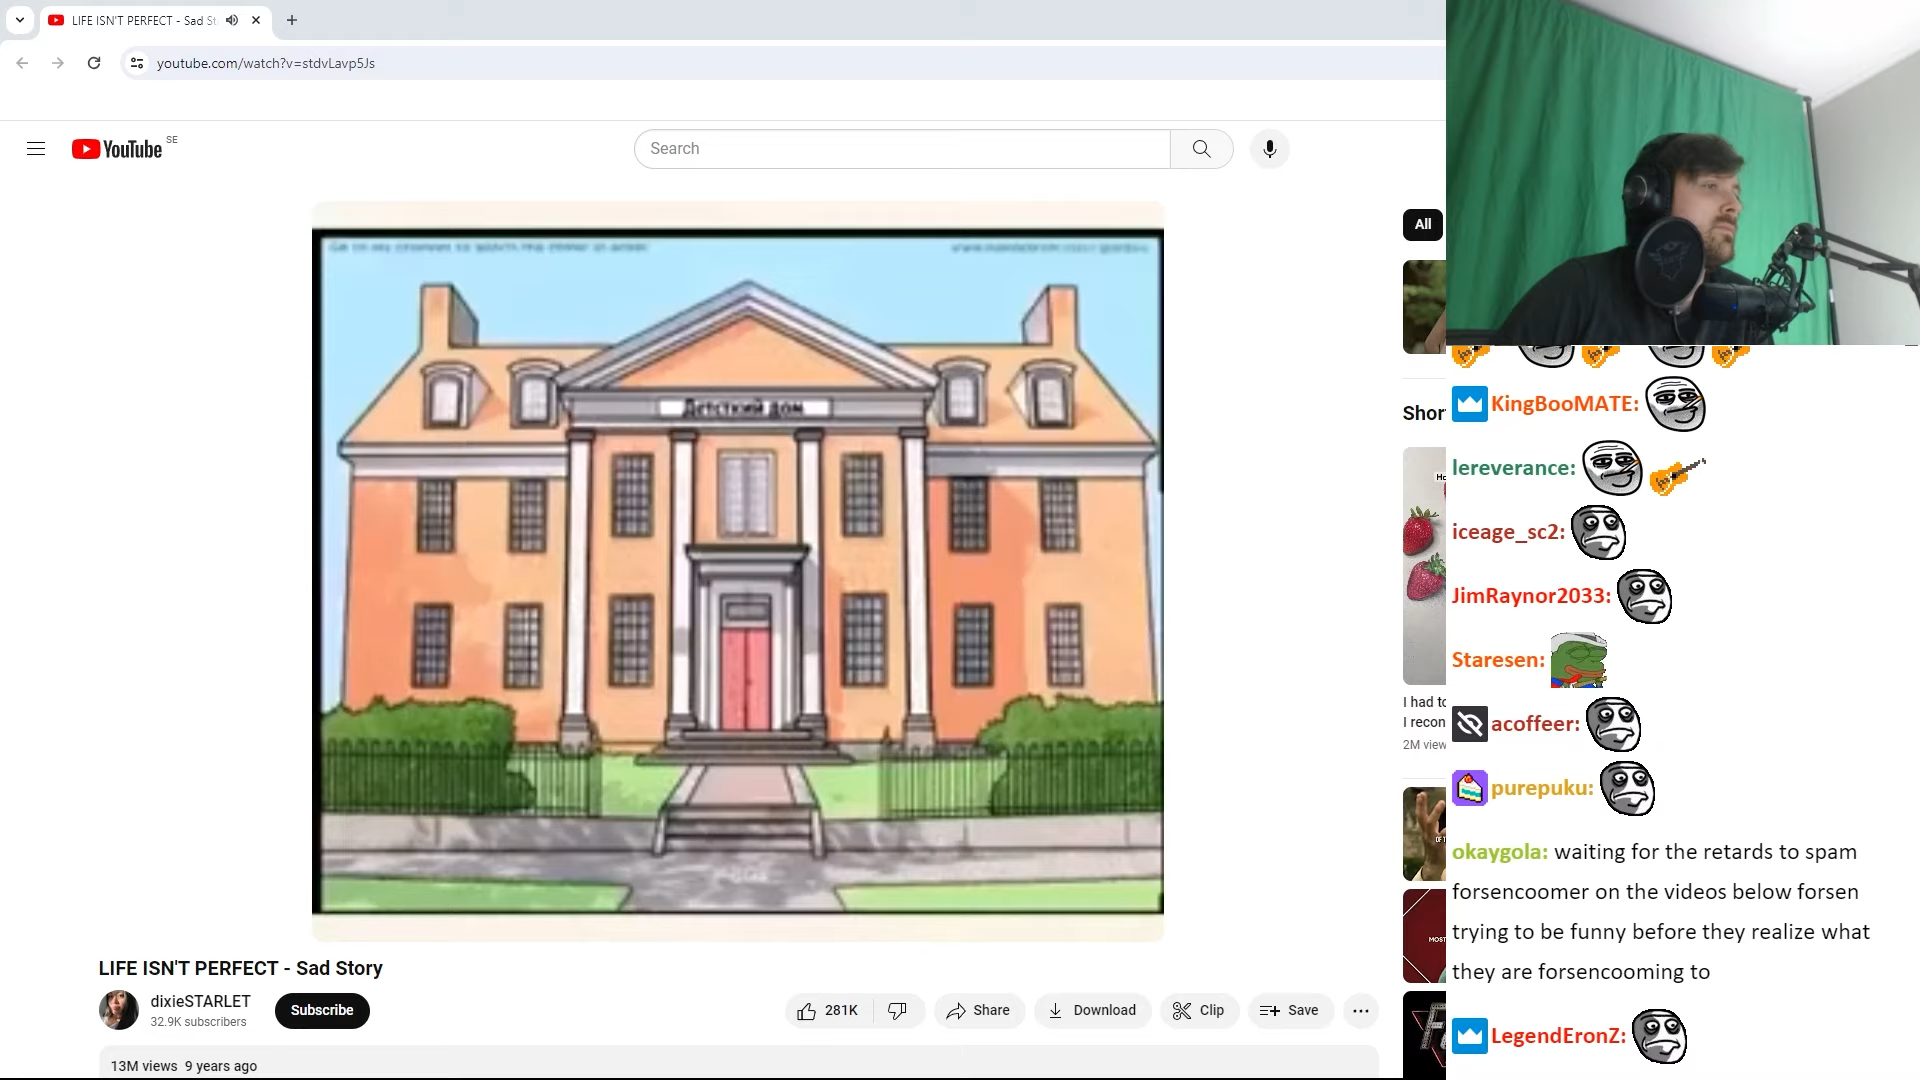 LIFE ISN'T PERFECT - Sad St
youtube.com/watch?v=stdvLavp5Js
YouTube SE
Search
All
Детсткий дом
Shor
I had to
I recon
2M view
MOST
LIFE ISN'T PERFECT - Sad Story
dixieSTARLET
32.9K subscribers
Subscribe
281K
Share
Download
Clip
Save
13M views 9 years ago
KingBooMATE:
lereverance:
iceage_sc2:
JimRaynor2033:
Staresen:
acoffeer:
purepuku:
okaygola: waiting for the retards to spam
forsencoomer on the videos below forsen
trying to be funny before they realize what
they are forsencooming to
LegendEronZ: